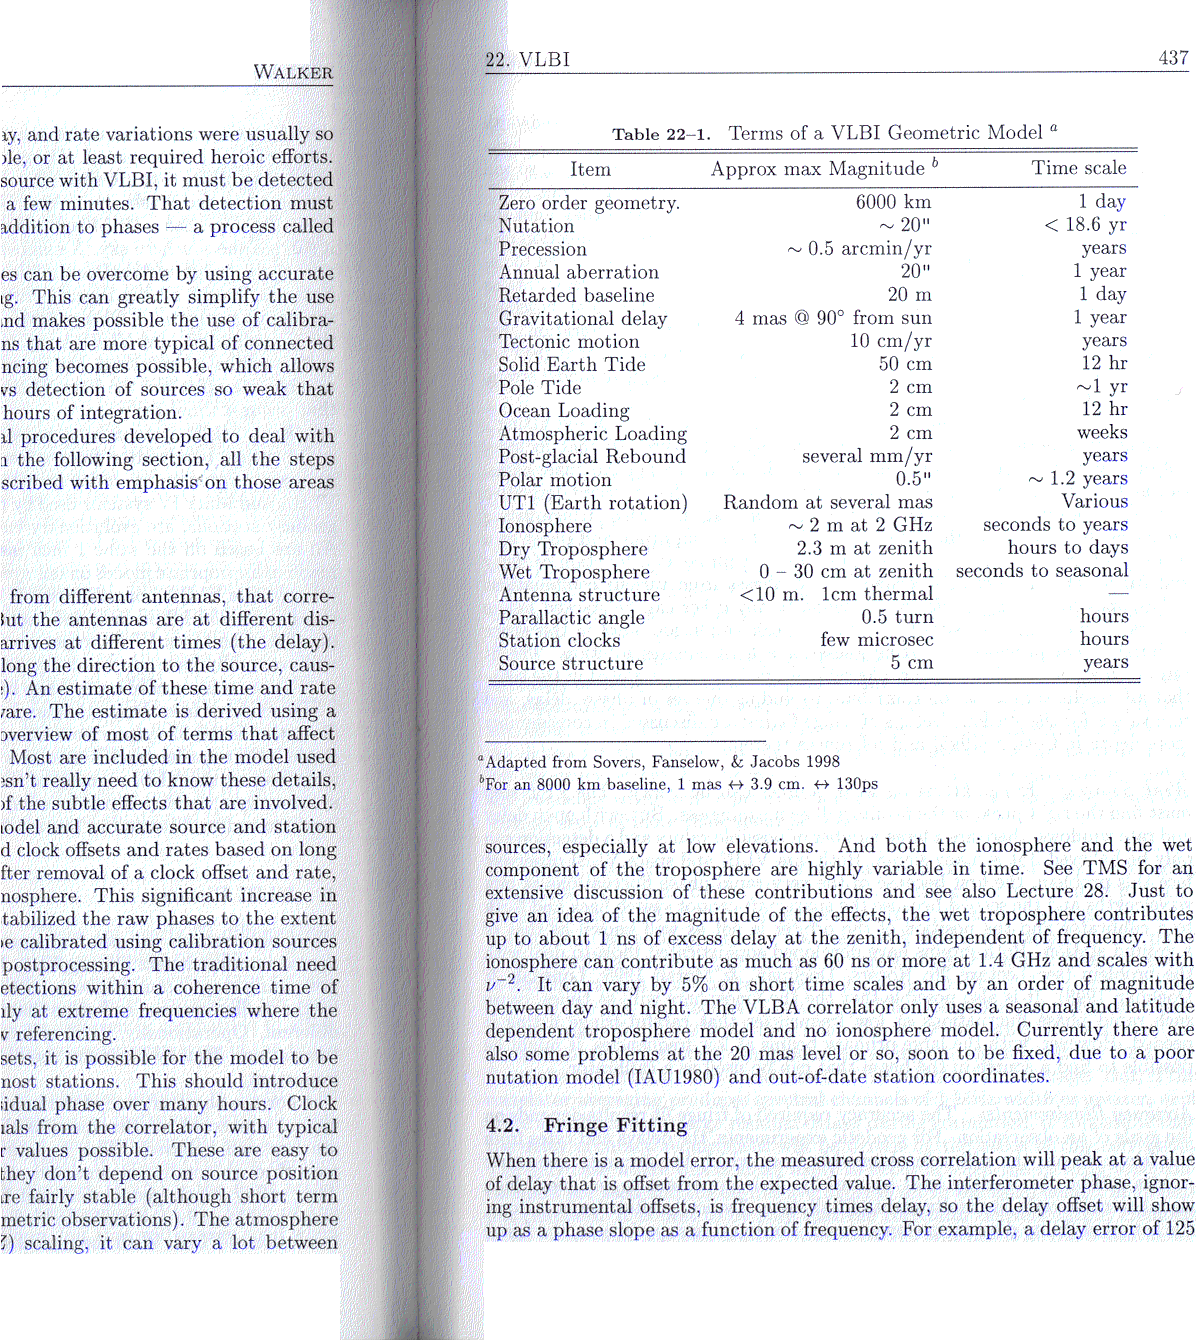 WALKER
and rate variations were usually so
or at least required heroic efforts.
source with VLBI, it must be detected
a few minutes. That detection must
addition to phases — a process called
es can be overcome by using accurate
This can greatly simplify the use
and makes possible the use of calibra-
ns that are more typical of connected
ncing becomes possible, which allows
detection of sources so weak that
hours of integration.
procedures developed to deal with
the following section, all the steps
scribed with emphasis on those areas
from different antennas, that corre-
But the antennas are at different dis-
arrives at different times (the delay).
long the direction to the source, caus-
An estimate of these time and rate
The estimate is derived using a
overview of most of terms that affect
Most are included in the model used
esn't really need to know these details,
of the subtle effects that are involved.
odel and accurate source and station
d clock offsets and rates based on long
fter removal of a clock offset and rate,
nosphere. This significant increase in
tabilized the raw phases to the extent
calibrated using calibration sources
postprocessing. The traditional need
etections within a coherence time of
at extreme frequencies where the
referencing.
sets, it is possible for the model to be
most stations. This should introduce
sidual phase over many hours. Clock
from the correlator, with typical
values possible. These are easy to
they don't depend on source position
are fairly stable (although short term
metric observations). The atmosphere
scaling, it can vary a lot between
22. VLBI 437
Table 22–1. Terms of a VLBI Geometric Model a
Item Approx max Magnitude b Time scale
Zero order geometry. 6000 km 1 day
Nutation ~ 20" < 18.6 yr
Precession ~ 0.5 arcmin/yr years
Annual aberration 20" 1 year
Retarded baseline 20 m 1 day
Gravitational delay 4 mas @ 90° from sun 1 year
Tectonic motion 10 cm/yr years
Solid Earth Tide 50 cm 12 hr
Pole Tide 2 cm ~1 yr
Ocean Loading 2 cm 12 hr
Atmospheric Loading 2 cm weeks
Post-glacial Rebound several mm/yr years
Polar motion 0.5" ~ 1.2 years
UT1 (Earth rotation) Random at several mas Various
Ionosphere ~ 2 m at 2 GHz seconds to years
Dry Troposphere 2.3 m at zenith hours to days
Wet Troposphere 0 – 30 cm at zenith seconds to seasonal
Antenna structure <10 m. 1cm thermal —
Parallactic angle 0.5 turn hours
Station clocks few microsec hours
Source structure 5 cm years
a Adapted from Sovers, Fanselow, & Jacobs 1998
b For an 8000 km baseline, 1 mas ↔ 3.9 cm. ↔ 130ps
sources, especially at low elevations. And both the ionosphere and the wet
component of the troposphere are highly variable in time. See TMS for an
extensive discussion of these contributions and see also Lecture 28. Just to
give an idea of the magnitude of the effects, the wet troposphere contributes
up to about 1 ns of excess delay at the zenith, independent of frequency. The
ionosphere can contribute as much as 60 ns or more at 1.4 GHz and scales with
ν−2. It can vary by 5% on short time scales and by an order of magnitude
between day and night. The VLBA correlator only uses a seasonal and latitude
dependent troposphere model and no ionosphere model. Currently there are
also some problems at the 20 mas level or so, soon to be fixed, due to a poor
nutation model (IAU1980) and out-of-date station coordinates.
4.2. Fringe Fitting
When there is a model error, the measured cross correlation will peak at a value
of delay that is offset from the expected value. The interferometer phase, ignor-
ing instrumental offsets, is frequency times delay, so the delay offset will show
up as a phase slope as a function of frequency. For example, a delay error of 125